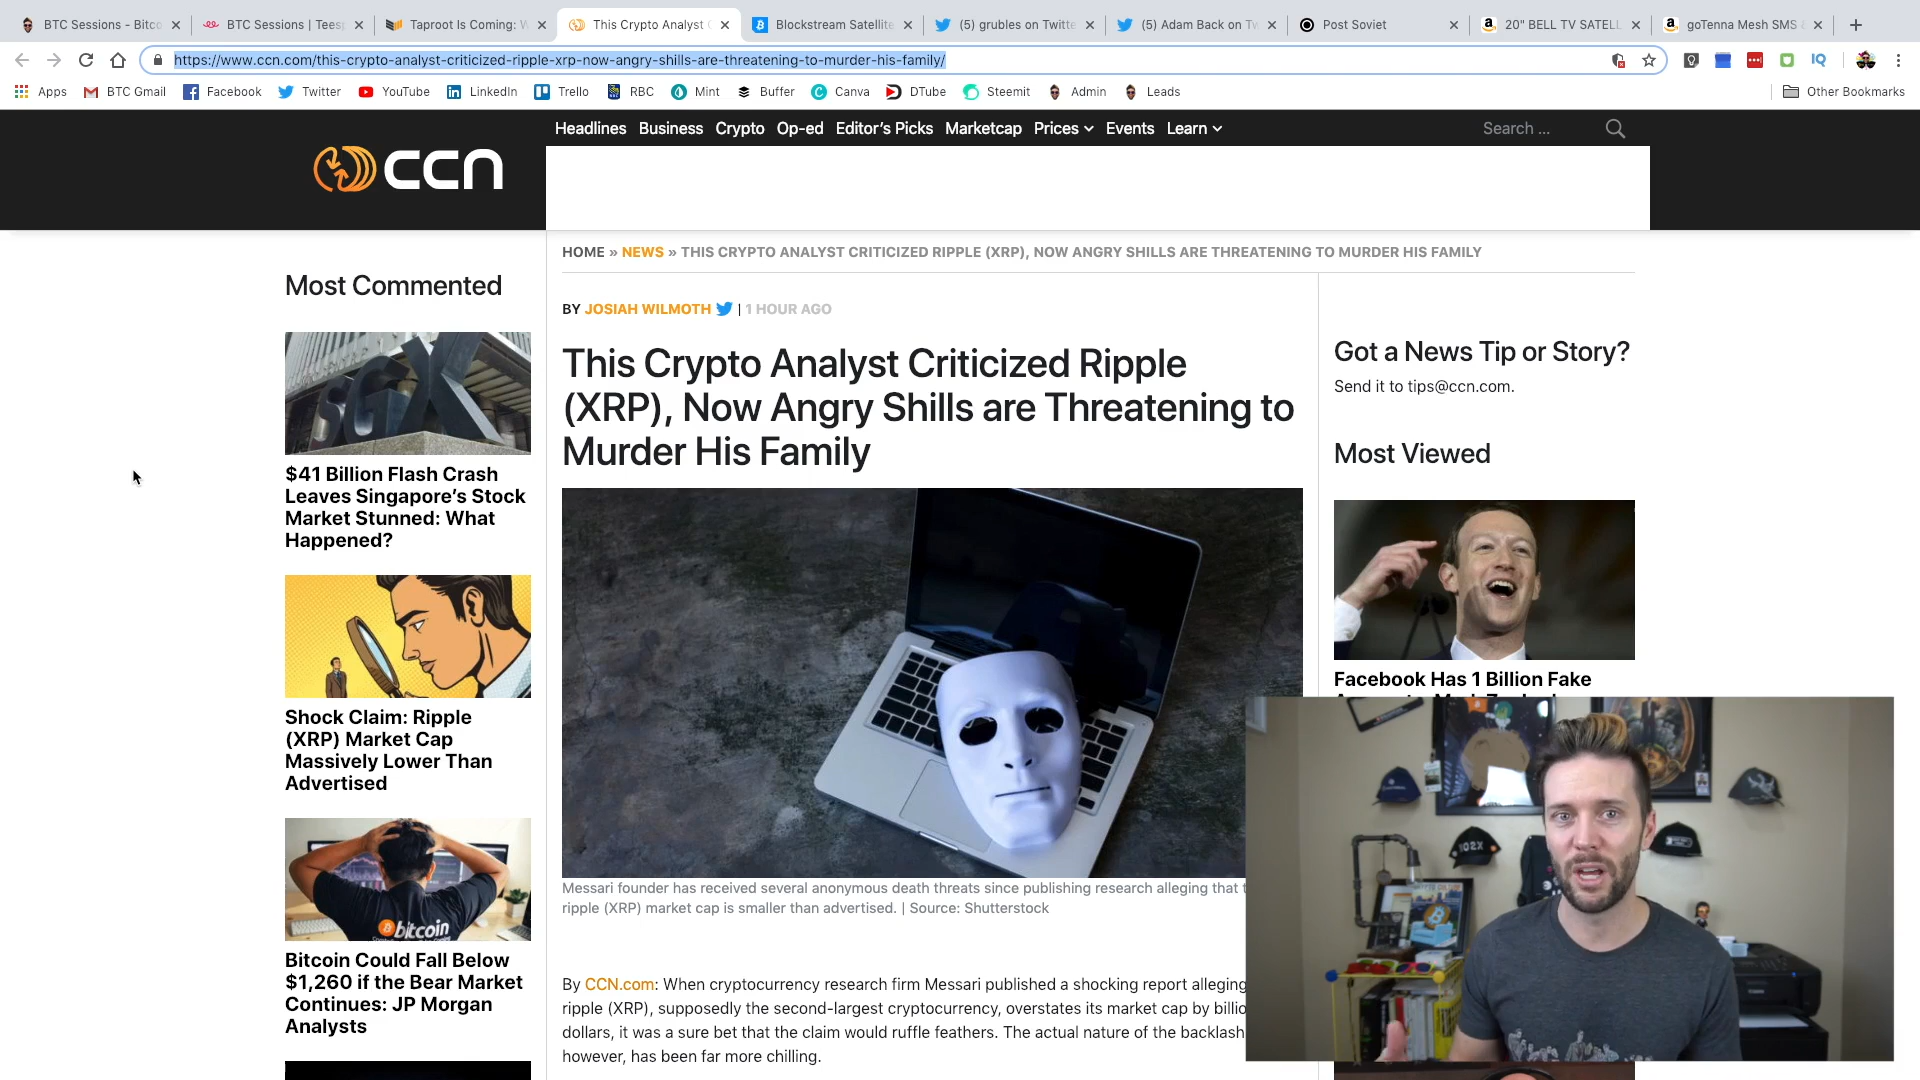 BTC Sessions - Bitco
BTC Sessions | Teesp
Taproot Is Coming: W
This Crypto Analyst C
Blockstream Satellite
(5) grubles on Twitte
(5) Adam Back on Tw
Post Soviet
20" BELL TV SATELL
goTenna Mesh SMS &
https://www.ccn.com/this-crypto-analyst-criticized-ripple-xrp-now-angry-shills-are-threatening-to-murder-his-family/
Apps
BTC Gmail
Facebook
Twitter
YouTube
LinkedIn
Trello
RBC
Mint
Buffer
Canva
DTube
Steemit
Admin
Leads
Other Bookmarks
ccn
Headlines Business Crypto Op-ed Editor's Picks Marketcap Prices Events Learn
Search ...
HOME » NEWS » THIS CRYPTO ANALYST CRITICIZED RIPPLE (XRP), NOW ANGRY SHILLS ARE THREATENING TO MURDER HIS FAMILY
Most Commented
SGX
$41 Billion Flash Crash
Leaves Singapore's Stock
Market Stunned: What
Happened?
Shock Claim: Ripple
(XRP) Market Cap
Massively Lower Than
Advertised
bitcoin
Bitcoin Could Fall Below
$1,260 if the Bear Market
Continues: JP Morgan
Analysts
BY JOSIAH WILMOTH | 1 HOUR AGO
This Crypto Analyst Criticized Ripple
(XRP), Now Angry Shills are Threatening to
Murder His Family
Messari founder has received several anonymous death threats since publishing research alleging that
ripple (XRP) market cap is smaller than advertised. | Source: Shutterstock
By CCN.com: When cryptocurrency research firm Messari published a shocking report alleging
ripple (XRP), supposedly the second-largest cryptocurrency, overstates its market cap by billio
dollars, it was a sure bet that the claim would ruffle feathers. The actual nature of the backlash
however, has been far more chilling.
Got a News Tip or Story?
Send it to tips@ccn.com.
Most Viewed
Facebook Has 1 Billion Fake